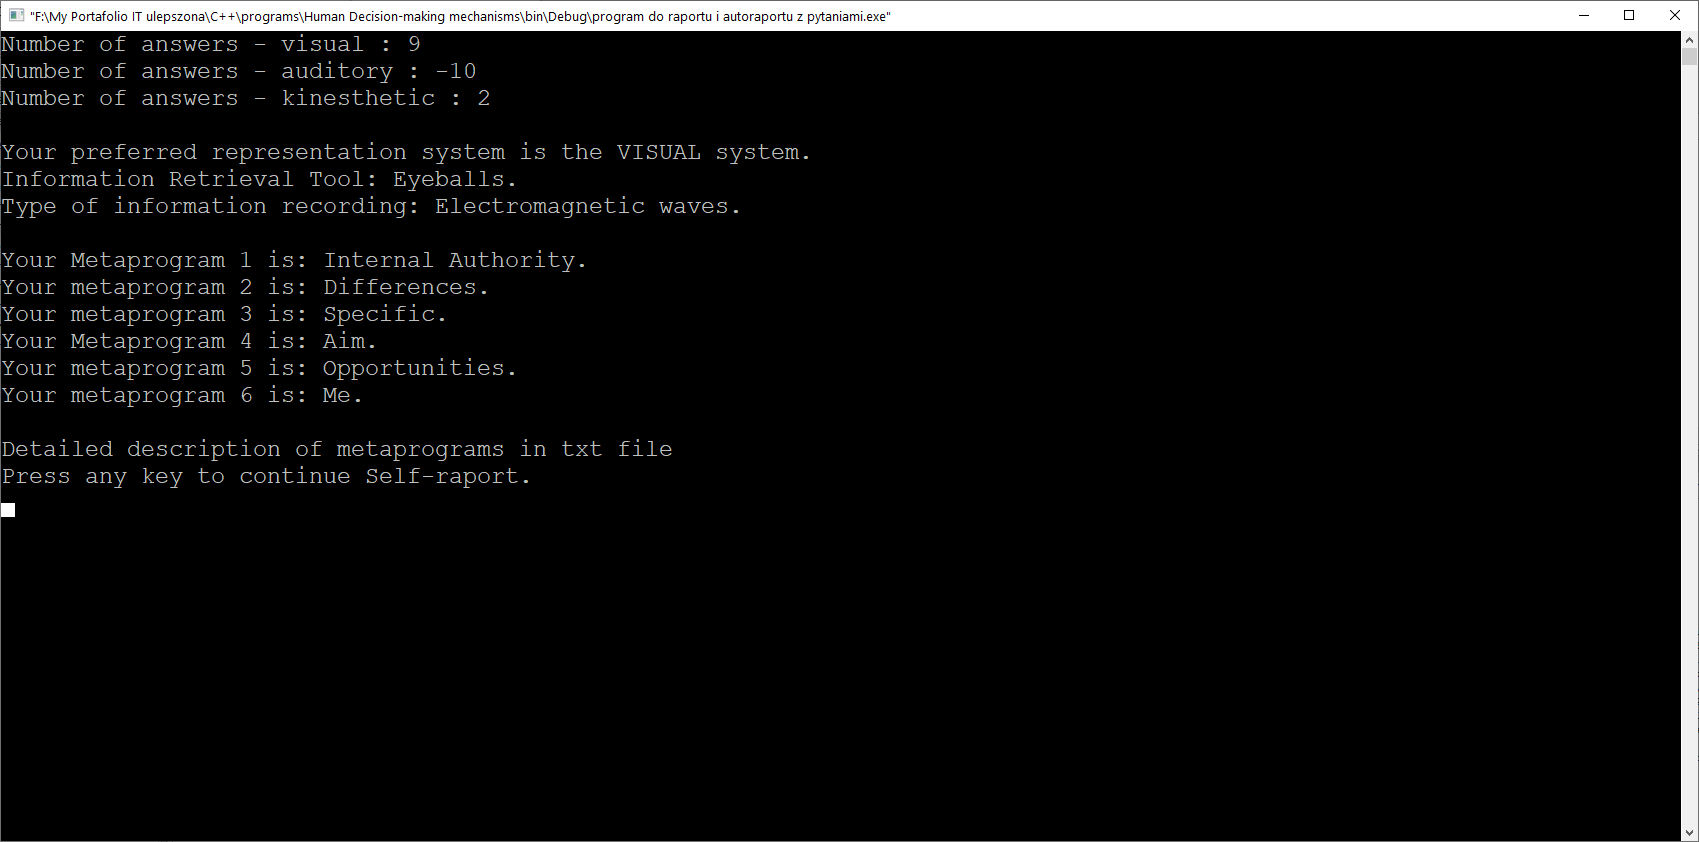 "F:\My Portafolio IT ulepszona\C++\programs\Human Decision-making mechanisms\bin\Debug\program do raportu i autoraportu z pytaniami.exe"
Number of answers - visual : 9
Number of answers - auditory : -10
Number of answers - kinesthetic : 2
Your preferred representation system is the VISUAL system.
Information Retrieval Tool: Eyeballs.
Type of information recording: Electromagnetic waves.
Your Metaprogram 1 is: Internal Authority.
Your metaprogram 2 is: Differences.
Your metaprogram 3 is: Specific.
Your Metaprogram 4 is: Aim.
Your metaprogram 5 is: Opportunities.
Your metaprogram 6 is: Me.
Detailed description of metaprograms in txt file
Press any key to continue Self-raport.